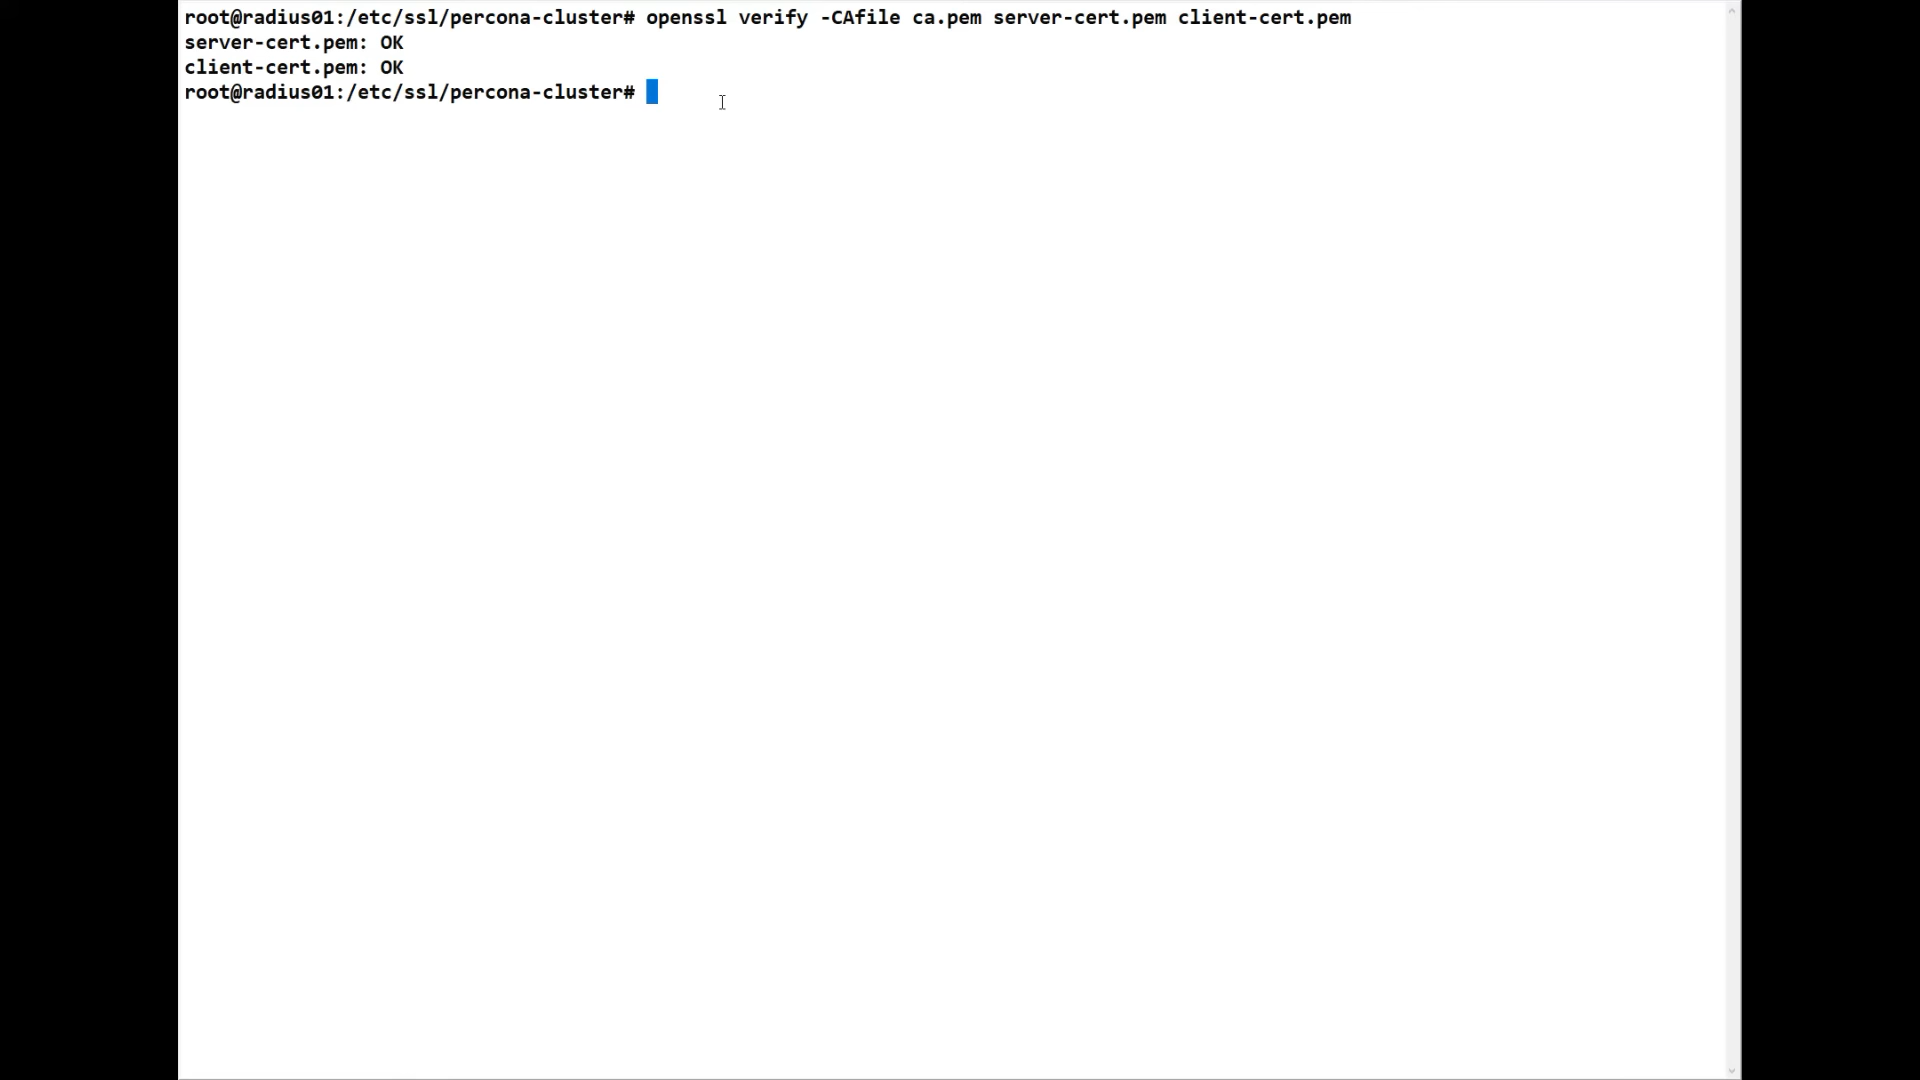 root@radius01:/etc/ssl/percona-cluster# openssl verify -CAfile ca.pem server-cert.pem client-cert.pem
server-cert.pem: OK
client-cert.pem: OK
root@radius01:/etc/ssl/percona-cluster#